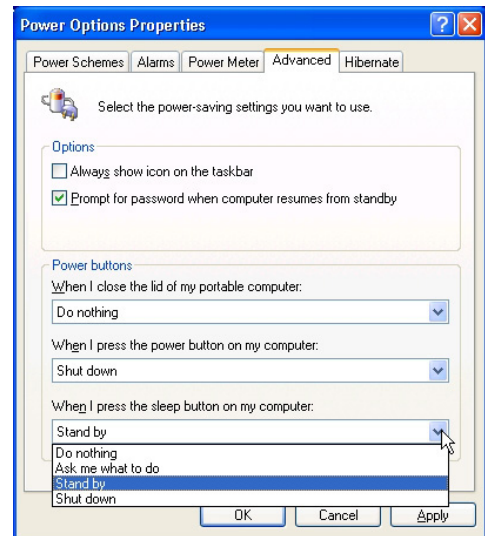 Power Options Properties
Power Schemes Alarms Power Meter Advanced Hibernate
Select the power-saving settings you want to use.
Options
Always show icon on the taskbar
Prompt for password when computer resumes from standby
Power buttons
When I close the lid of my portable computer:
Do nothing
When I press the power button on my computer:
Shut down
When I press the sleep button on my computer:
Stand by
Do nothing
Ask me what to do
Stand by
Shut down
OK Cancel Apply